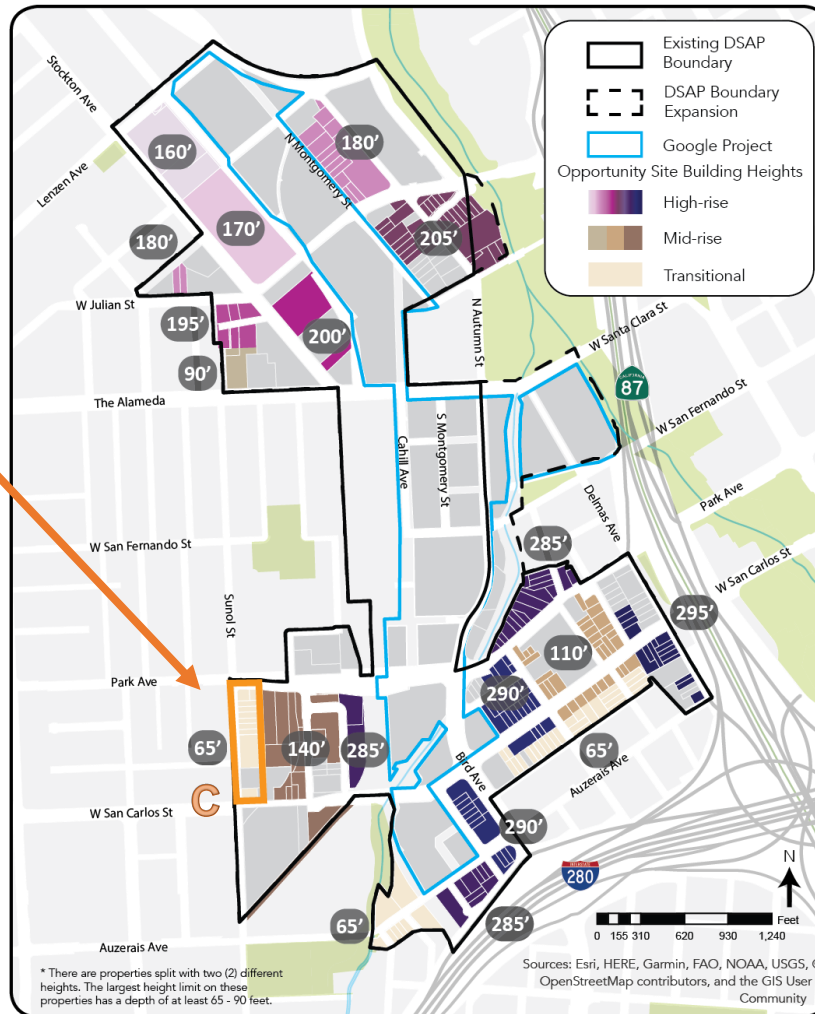 Existing DSAP
Boundary
DSAP Boundary
Expansion
Google Project
Opportunity Site Building Heights
High-rise
Mid-rise
Transitional
Stockton Ave
Lenzen Ave
160’
N Montgomery St
180’
170’
205’
180’
W Julian St
195’
200’
N Autumn St
W Santa Clara St
90’
CALIFORNIA
87
The Alameda
W San Fernando St
Cahill Ave
S Montgomery St
Park Ave
Delmas Ave
W San Fernando St
285’
W San Carlos St
Sunol St
295’
110’
Park Ave
290’
65’
140’
285’
65’
Bird Ave
Auzerais Ave
C
W San Carlos St
290’
280
N
65’
285’
Feet
0 155 310 620 930 1,240
Auzerais Ave
* There are properties split with two (2) different
heights. The largest height limit on these
properties has a depth of at least 65 - 90 feet.
Sources: Esri, HERE, Garmin, FAO, NOAA, USGS, ©
OpenStreetMap contributors, and the GIS User
Community